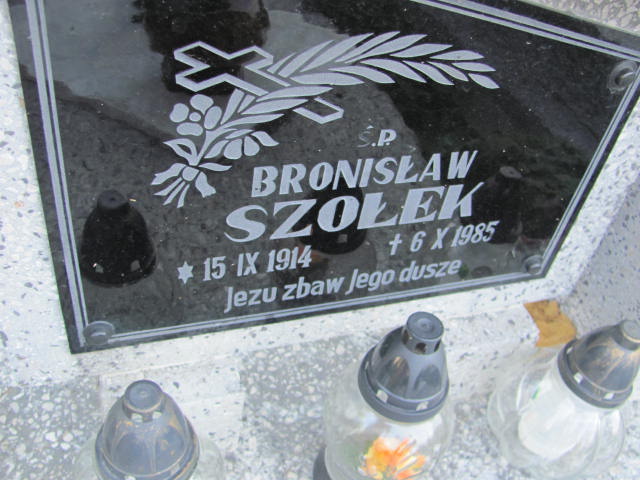 Ś.P.
BRONISŁAW
SZOŁEK
* 15 IX 1914 † 6 X 1985
Jezu zbaw Jego dusze